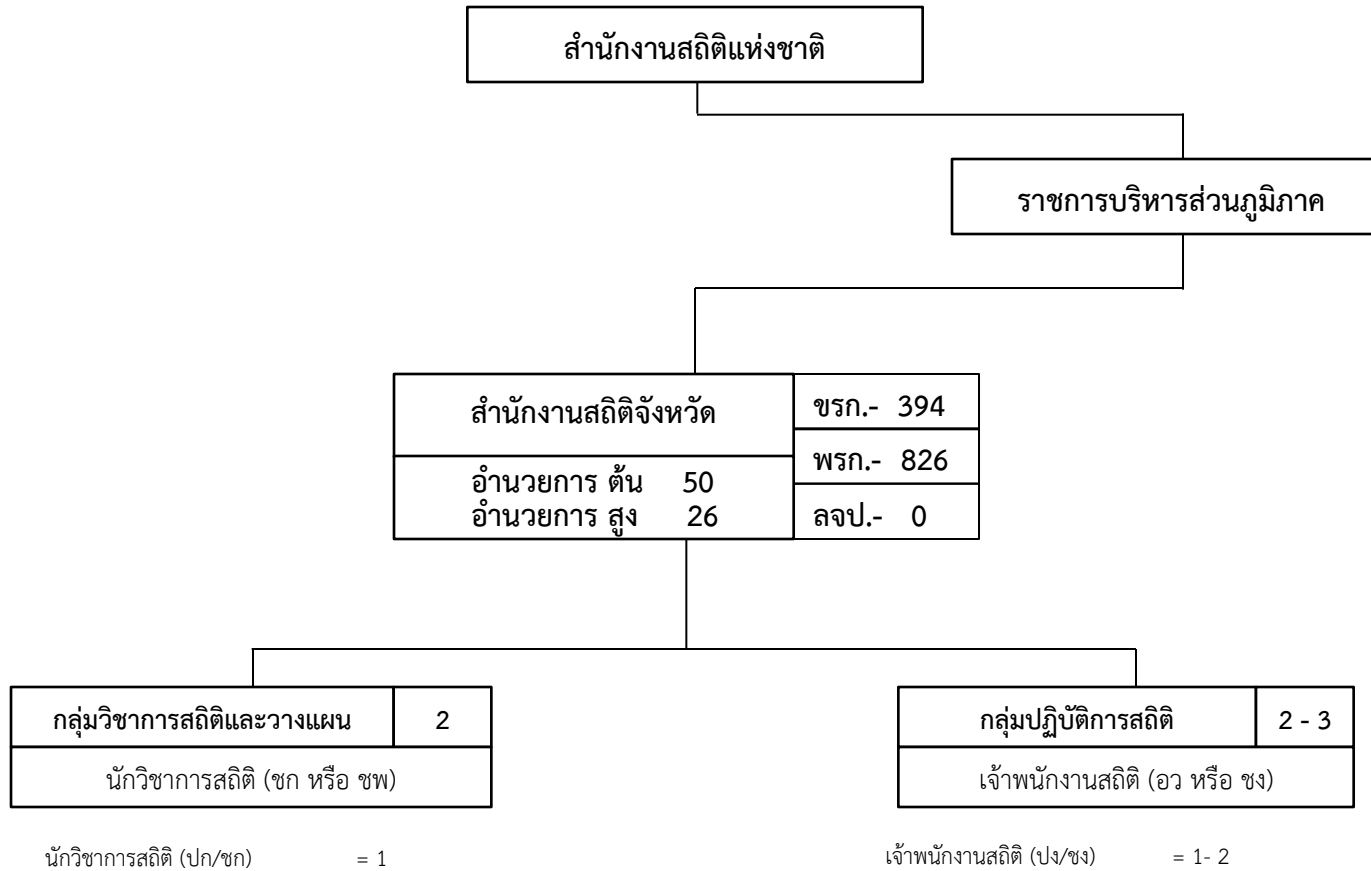 สำนักงานสถิติแห่งชาติ
ราชการบริหารส่วนภูมิภาค
สำนักงานสถิติจังหวัด
อำนวยการ ต้น 50
อำนวยการ สูง 26
ขรก.- 394
พรก.- 826
ลจป.- 0
กลุ่มวิชาการสถิติและวางแผน 2
นักวิชาการสถิติ (ชก หรือ ชพ)
นักวิชาการสถิติ (ปก/ชก) = 1
กลุ่มปฏิบัติการสถิติ 2 - 3
เจ้าพนักงานสถิติ (อว หรือ ชง)
เจ้าพนักงานสถิติ (ปง/ชง) = 1- 2